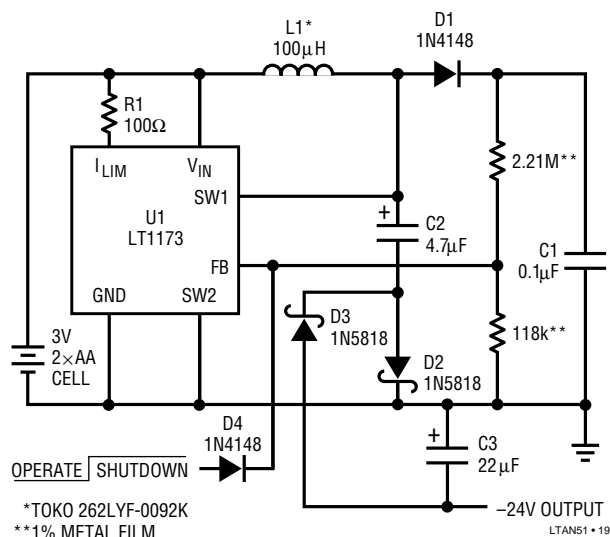 L1*
100μH
D1
1N4148
R1
100Ω
2.21M**
I LIM
V IN
SW1
U1
LT1173
+
C2
4.7μF
C1
0.1μF
FB
GND
SW2
D3
1N5818
118k**
3V
2×AA
CELL
D2
1N5818
D4
1N4148
+
C3
22μF
OPERATE SHUTDOWN
–24V OUTPUT
*TOKO 262LYF-0092K
**1% METAL FILM
LTAN51 • 19